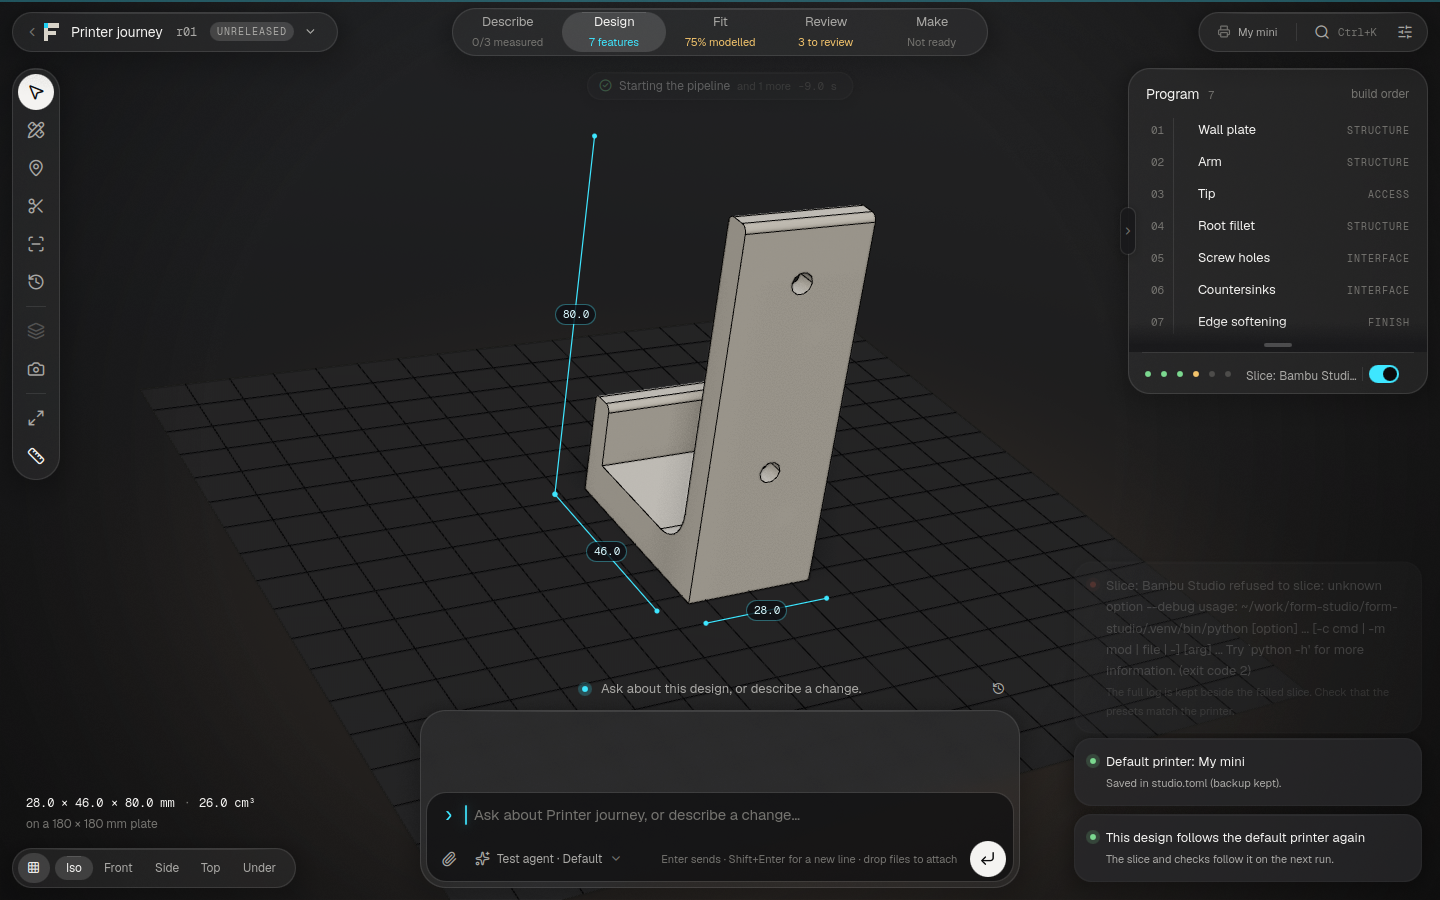 Printer journey r01 UNRELEASED
Describe
0/3 measured
Design
7 features
Fit
75% modelled
Review
3 to review
Make
Not ready
My mini
Ctrl+K
Starting the pipeline and 1 more -9.0 s
Program 7 build order
01 Wall plate STRUCTURE
02 Arm STRUCTURE
03 Tip ACCESS
04 Root fillet STRUCTURE
05 Screw holes INTERFACE
06 Countersinks INTERFACE
07 Edge softening FINISH
Slice: Bambu Studi...
80.0
46.0
28.0
Slice: Bambu Studio refused to slice: unknown
option --debug usage: ~/work/form-studio/form-
studio/.venv/bin/python [option] ... [-c cmd | -m
mod | file | -] [arg] ... Try `python -h' for more
information. (exit code 2)
The full log is kept beside the failed slice. Check that the
presets match the printer.
Default printer: My mini
Saved in studio.toml (backup kept).
This design follows the default printer again
The slice and checks follow it on the next run.
Ask about this design, or describe a change.
› Ask about Printer journey, or describe a change...
Test agent · Default
Enter sends · Shift+Enter for a new line · drop files to attach
28.0 × 46.0 × 80.0 mm · 26.0 cm³
on a 180 × 180 mm plate
Iso Front Side Top Under